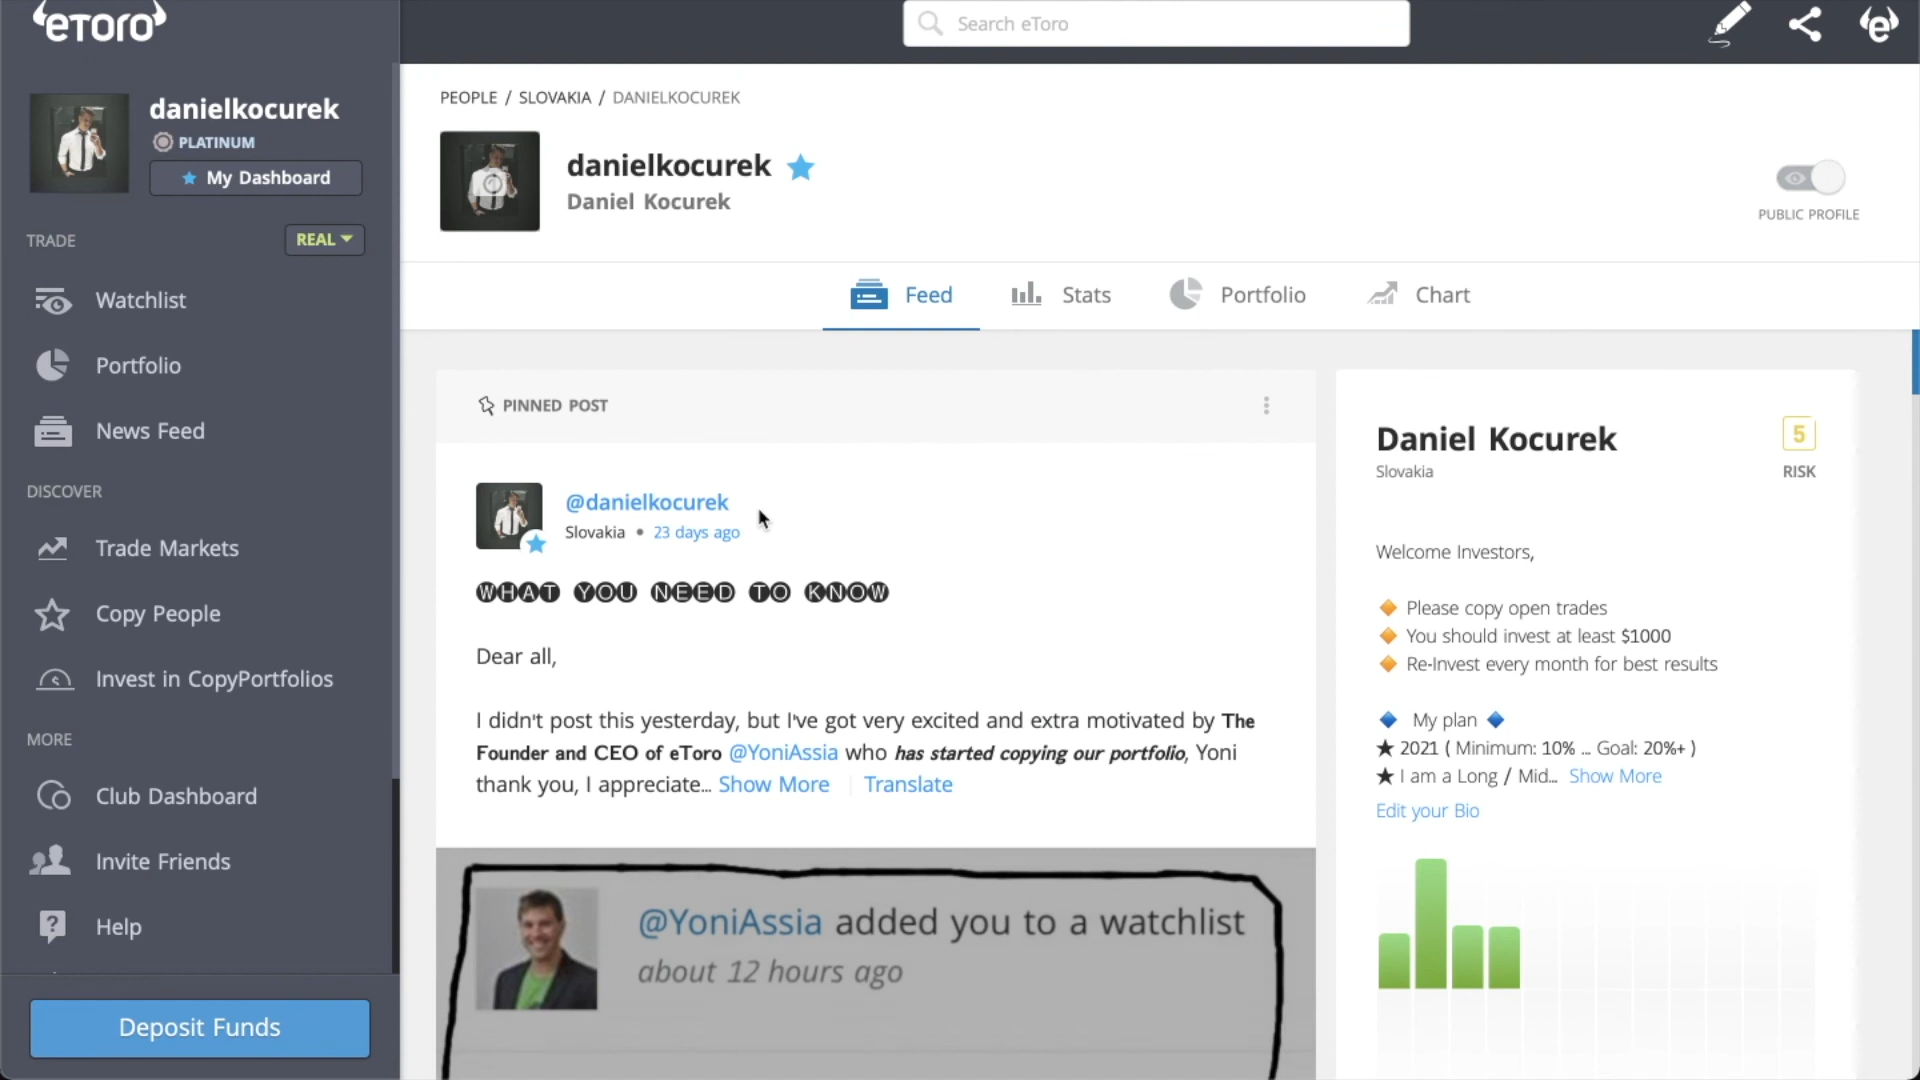 eTORO
Search eToro
danielkocurek
PLATINUM
My Dashboard
TRADE
REAL
Watchlist
Portfolio
News Feed
DISCOVER
Trade Markets
Copy People
Invest in CopyPortfolios
MORE
Club Dashboard
Invite Friends
Help
Deposit Funds
PEOPLE / SLOVAKIA / DANIELKOCUREK
danielkocurek
Daniel Kocurek
PUBLIC PROFILE
Feed
Stats
Portfolio
Chart
PINNED POST
@danielkocurek
Slovakia • 23 days ago
🅦🅗🅐🅣 🅨🅞🅤 🅝🅔🅔🅓 🅣🅞 🅚🅝🅞🅦
Dear all,
I didn't post this yesterday, but I've got very excited and extra motivated by The
Founder and CEO of eToro @YoniAssia who has started copying our portfolio, Yoni
thank you, I appreciate... Show More | Translate
@YoniAssia added you to a watchlist
about 12 hours ago
Daniel Kocurek
5
Slovakia
RISK
Welcome Investors,
🔶 Please copy open trades
🔶 You should invest at least $1000
🔶 Re-Invest every month for best results
🔷 My plan 🔷
★ 2021 ( Minimum: 10% ... Goal: 20%+ )
★ I am a Long / Mid... Show More
Edit your Bio